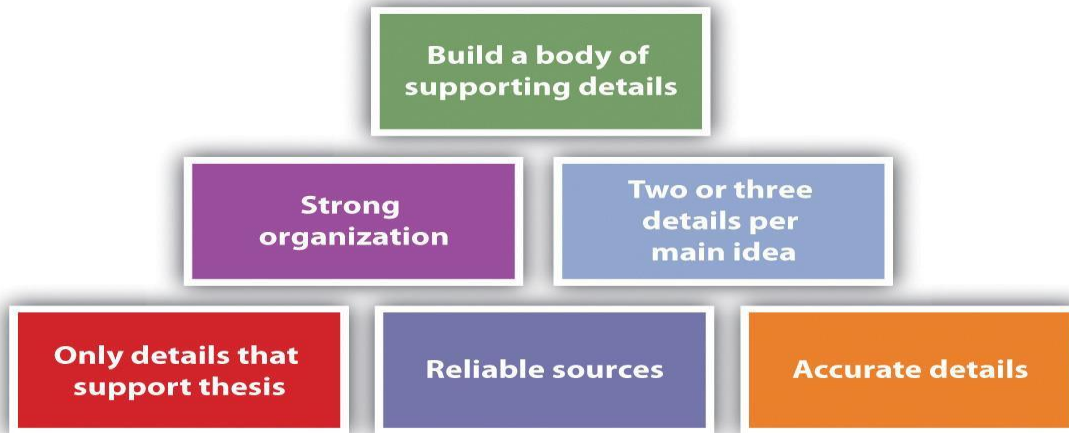 Build a body of
supporting details
Strong
organization
Two or three
details per
main idea
Only details that
support thesis
Reliable sources
Accurate details